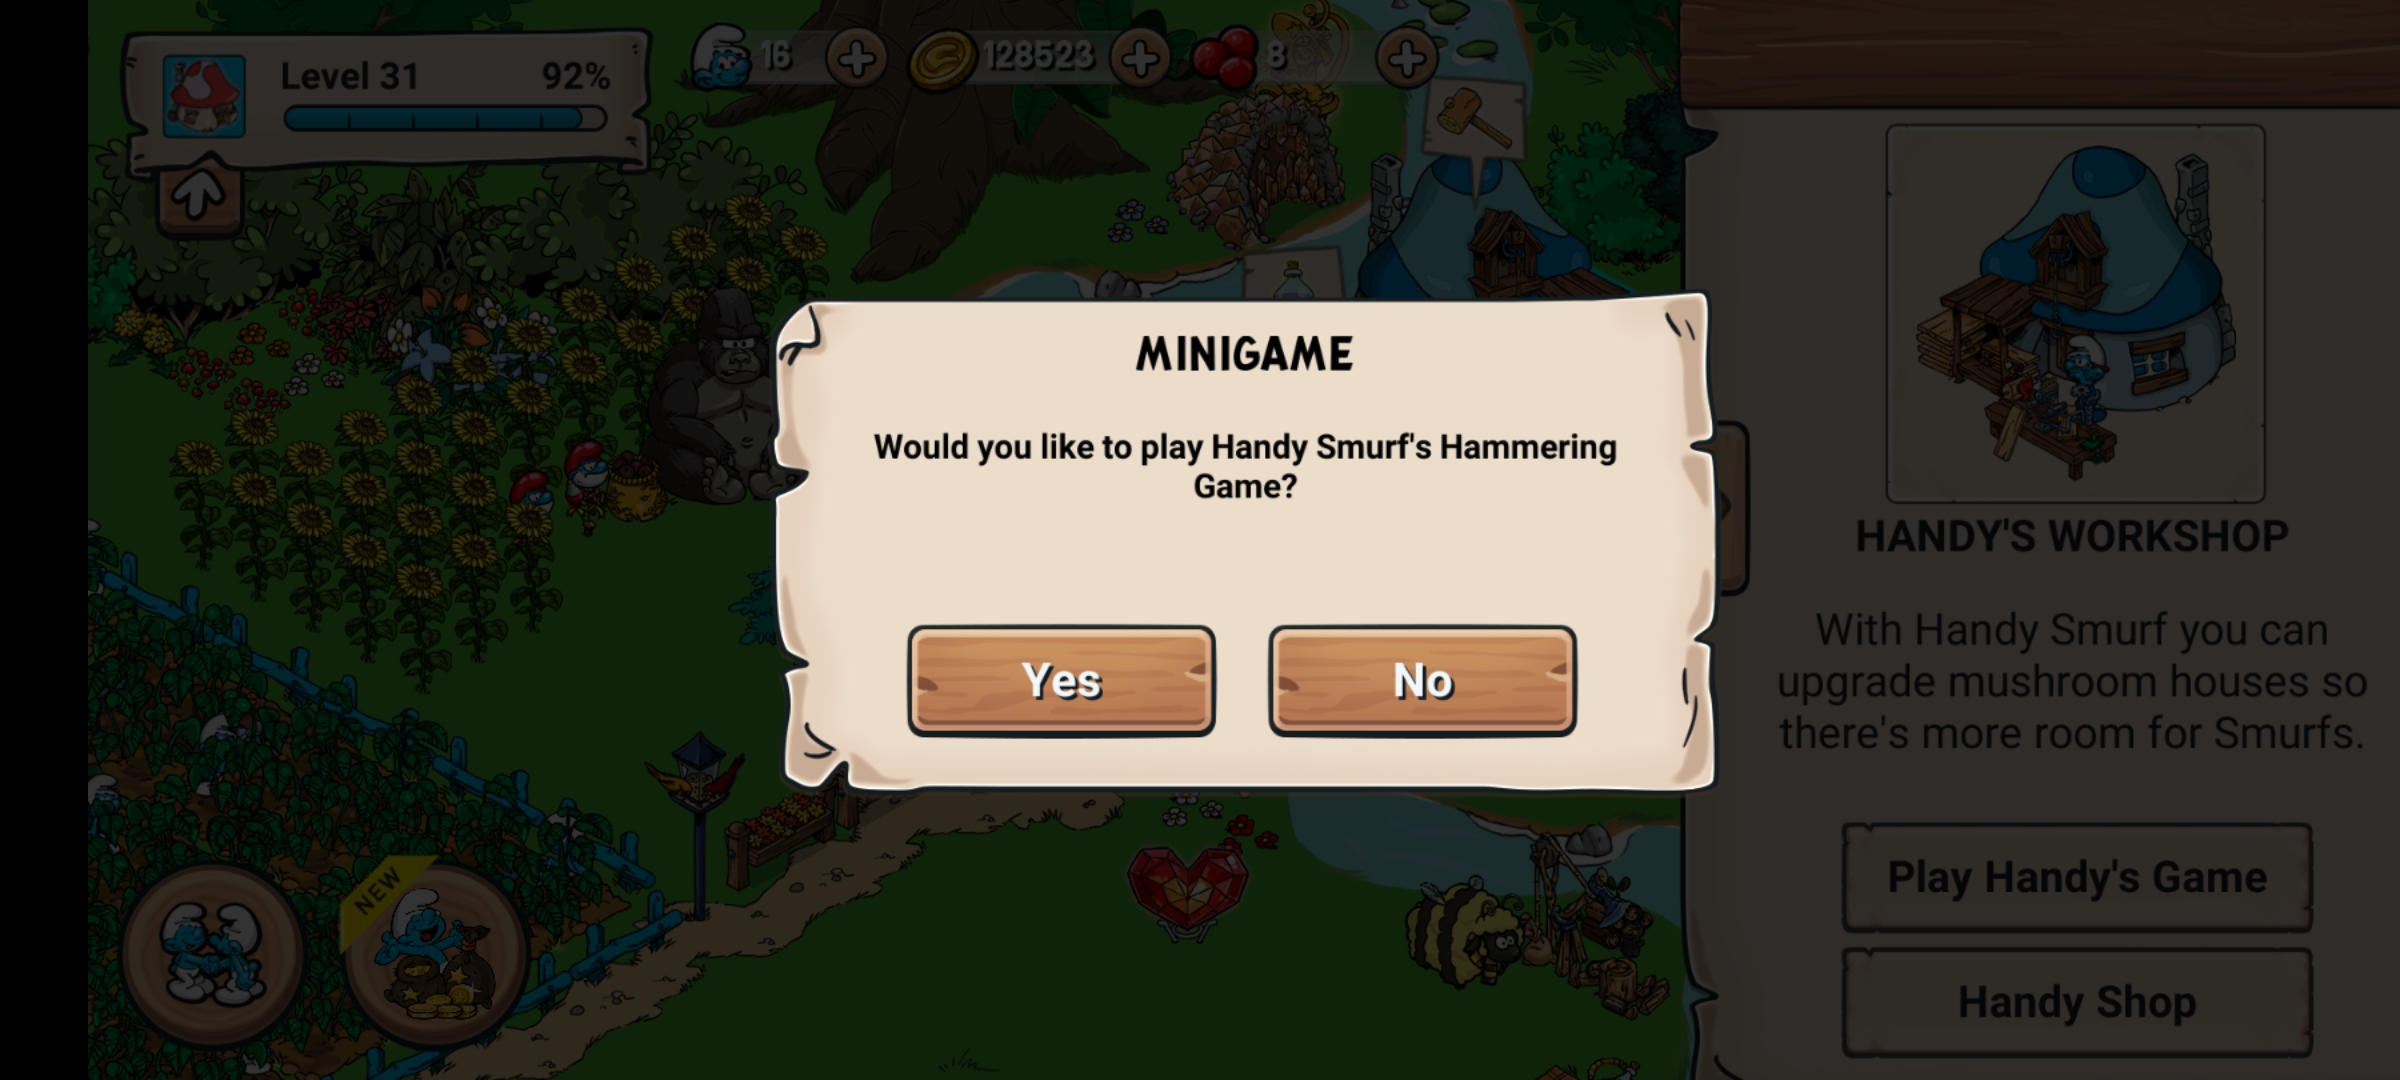 Level 31 92%
16
128523
8
MINIGAME
Would you like to play Handy Smurf's Hammering
Game?
Yes
No
HANDY'S WORKSHOP
With Handy Smurf you can
upgrade mushroom houses so
there's more room for Smurfs.
Play Handy's Game
Handy Shop
NEW